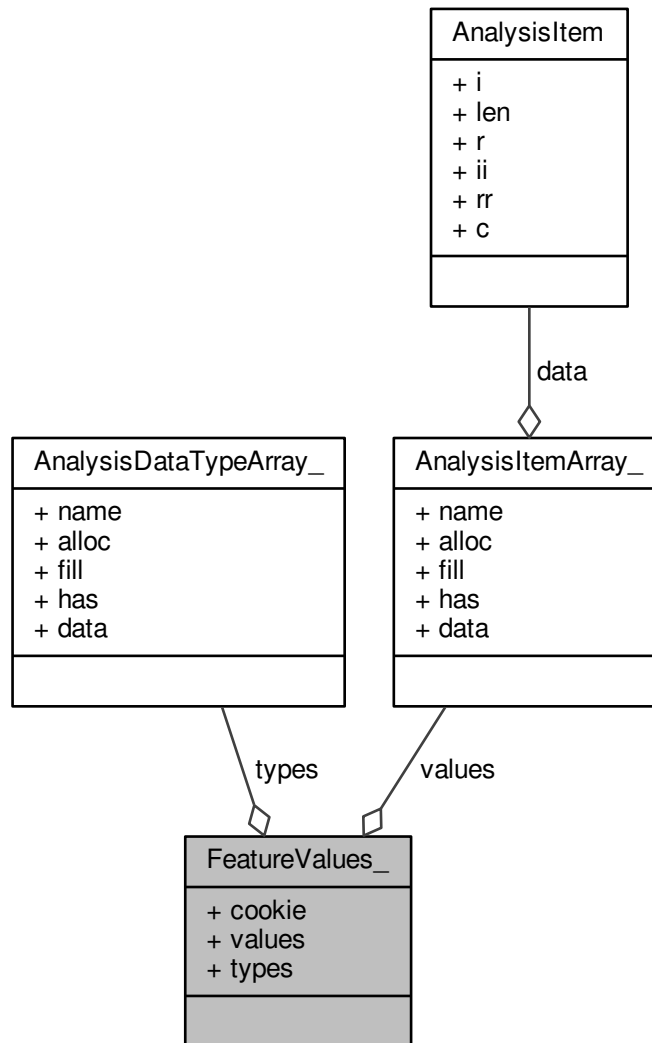 AnalysisItem
+ i
+ len
+ r
+ ii
+ rr
+ c
data
AnalysisDataTypeArray_
+ name
+ alloc
+ fill
+ has
+ data
AnalysisItemArray_
+ name
+ alloc
+ fill
+ has
+ data
types
values
FeatureValues_
+ cookie
+ values
+ types